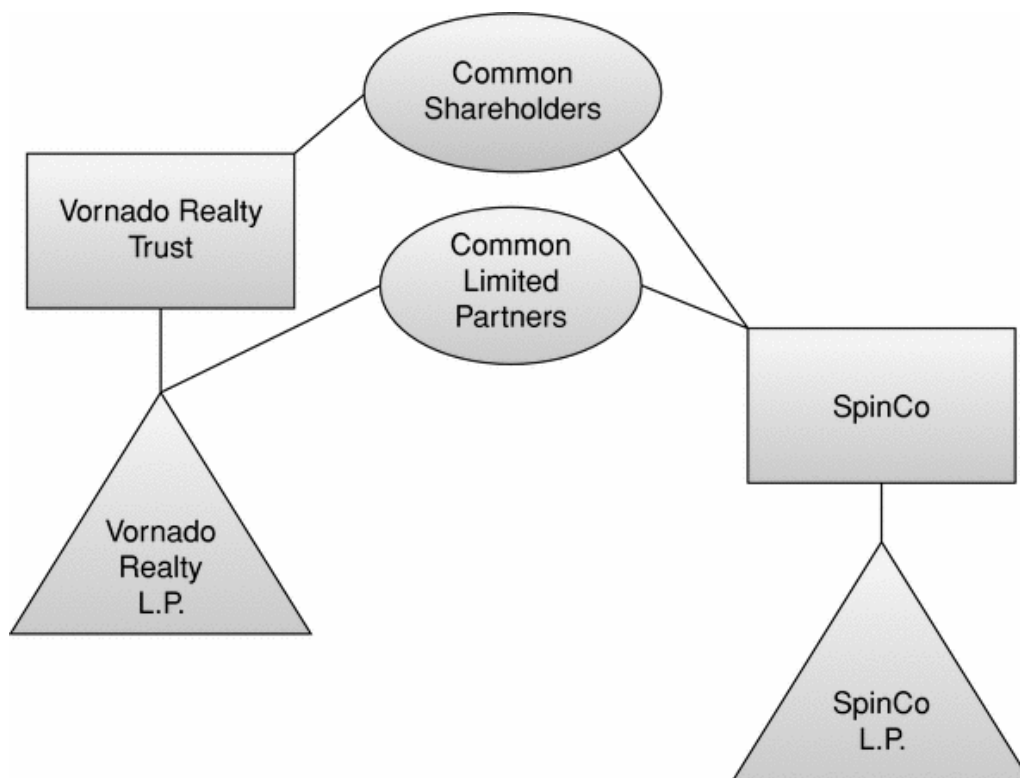 Common
Shareholders
Vornado Realty
Trust
Common
Limited
Partners
SpinCo
Vornado
Realty
L.P.
SpinCo
L.P.